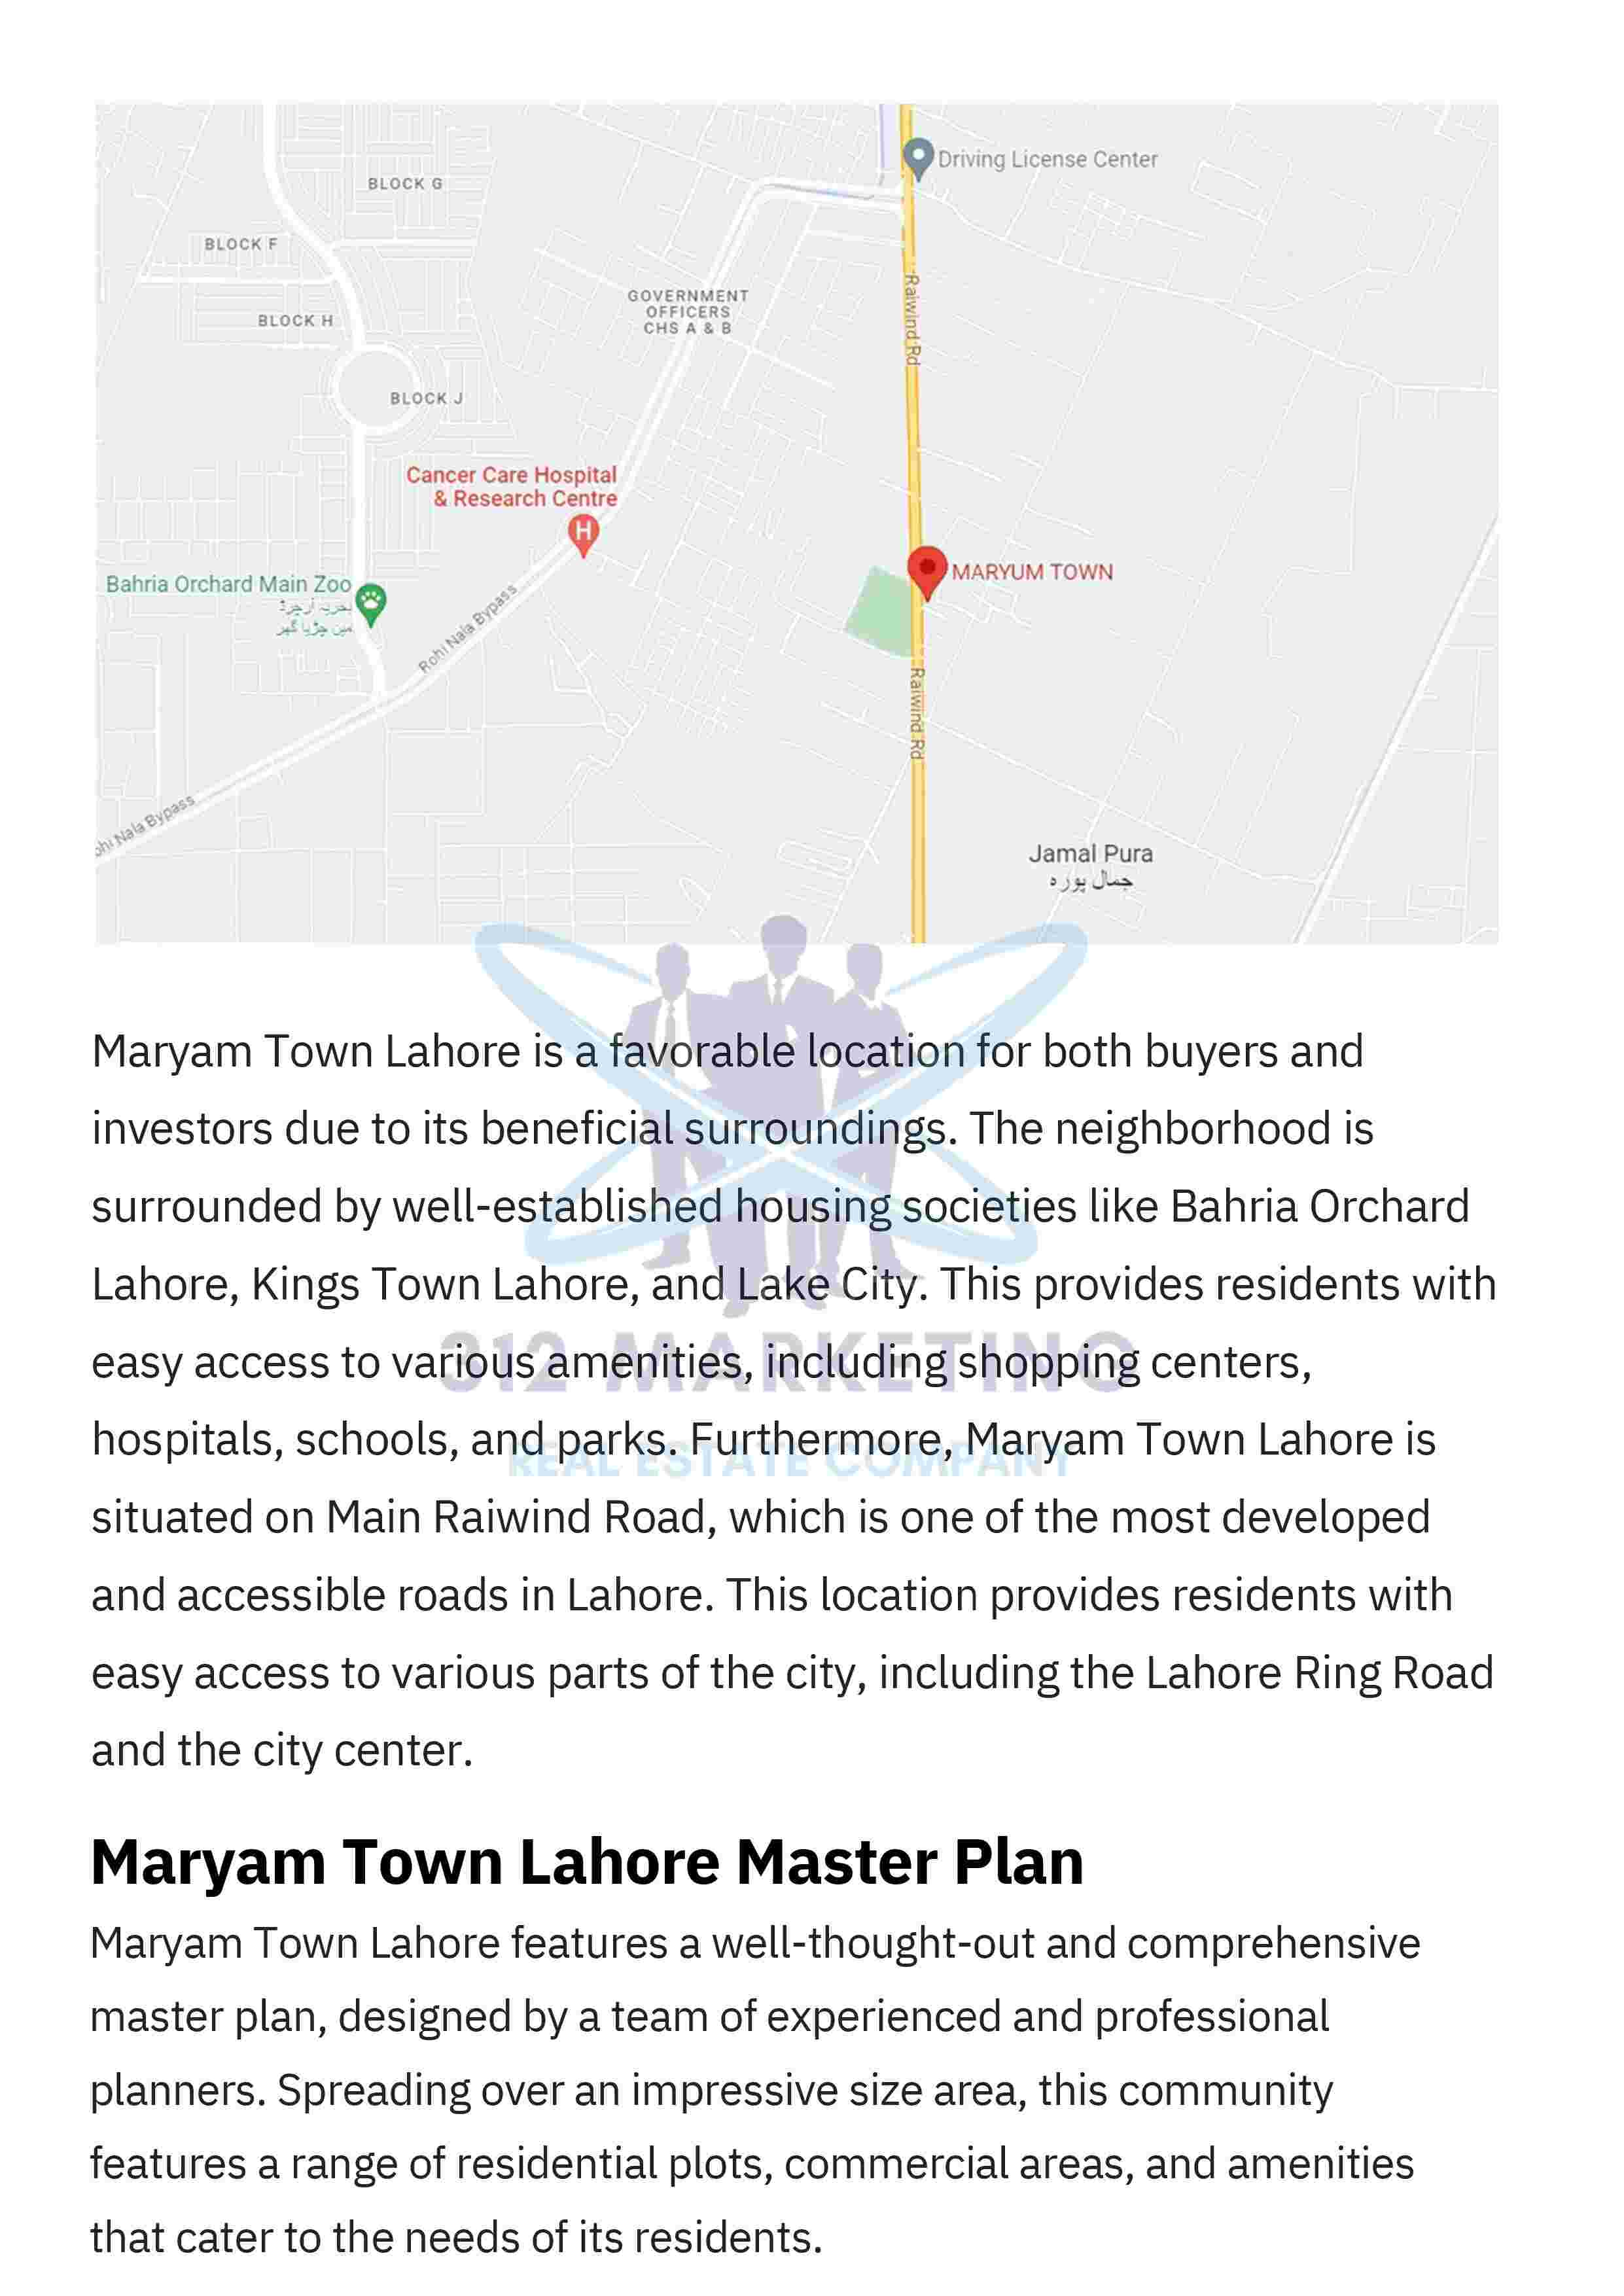 Driving License Center
BLOCK G
BLOCK F
GOVERNMENT
OFFICERS
CHS A & B
BLOCK H
Raiwind Rd
BLOCK J
Cancer Care Hospital
& Research Centre
H
MARYUM TOWN
Bahria Orchard Main Zoo
بحریہ آرچرڈ
مین چڑیا گھر
Rohi Nala Bypass
Raiwind Rd
ohi Nala Bypass
Jamal Pura
جمال پورہ
Maryam Town Lahore is a favorable location for both buyers and
investors due to its beneficial surroundings. The neighborhood is
surrounded by well-established housing societies like Bahria Orchard
Lahore, Kings Town Lahore, and Lake City. This provides residents with
easy access to various amenities, including shopping centers,
hospitals, schools, and parks. Furthermore, Maryam Town Lahore is
situated on Main Raiwind Road, which is one of the most developed
and accessible roads in Lahore. This location provides residents with
easy access to various parts of the city, including the Lahore Ring Road
and the city center.
312 MARKETING
REAL ESTATE COMPANY
Maryam Town Lahore Master Plan
Maryam Town Lahore features a well-thought-out and comprehensive
master plan, designed by a team of experienced and professional
planners. Spreading over an impressive size area, this community
features a range of residential plots, commercial areas, and amenities
that cater to the needs of its residents.